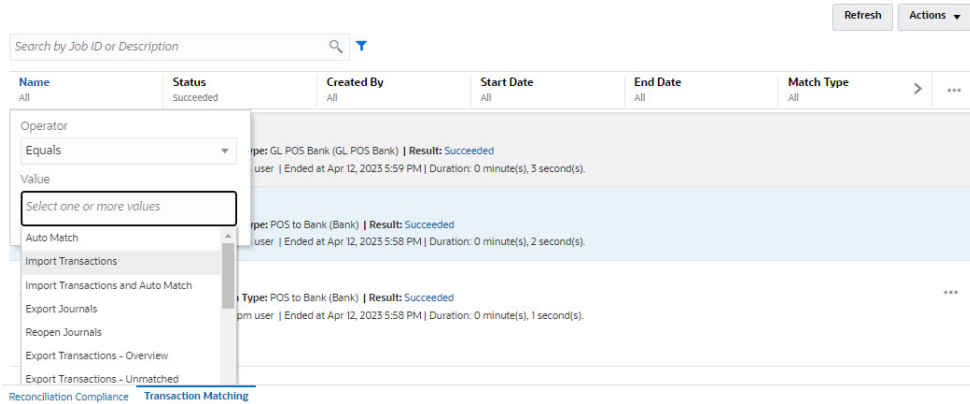 Refresh
Actions
Search by Job ID or Description
Name Status Created By Start Date End Date Match Type
All Succeeded All All All All
Operator
Equals
Value
Select one or more values
Auto Match
Import Transactions
Import Transactions and Auto Match
Export Journals
Reopen Journals
Export Transactions - Overview
Export Transactions - Unmatched
ype: GL POS Bank (GL POS Bank) | Result: Succeeded
user | Ended at Apr 12, 2023 5:59 PM | Duration: 0 minute(s), 3 second(s).
ype: POS to Bank (Bank) | Result: Succeeded
user | Ended at Apr 12, 2023 5:58 PM | Duration: 0 minute(s), 2 second(s).
Type: POS to Bank (Bank) | Result: Succeeded
pm user | Ended at Apr 12, 2023 5:58 PM | Duration: 0 minute(s), 1 second(s).
Reconciliation Compliance Transaction Matching